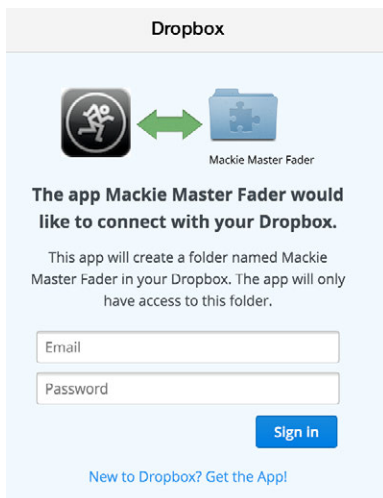 Dropbox
Mackie Master Fader
The app Mackie Master Fader would
like to connect with your Dropbox.
This app will create a folder named Mackie
Master Fader in your Dropbox. The app will only
have access to this folder.
Email
Password
Sign in
New to Dropbox? Get the App!